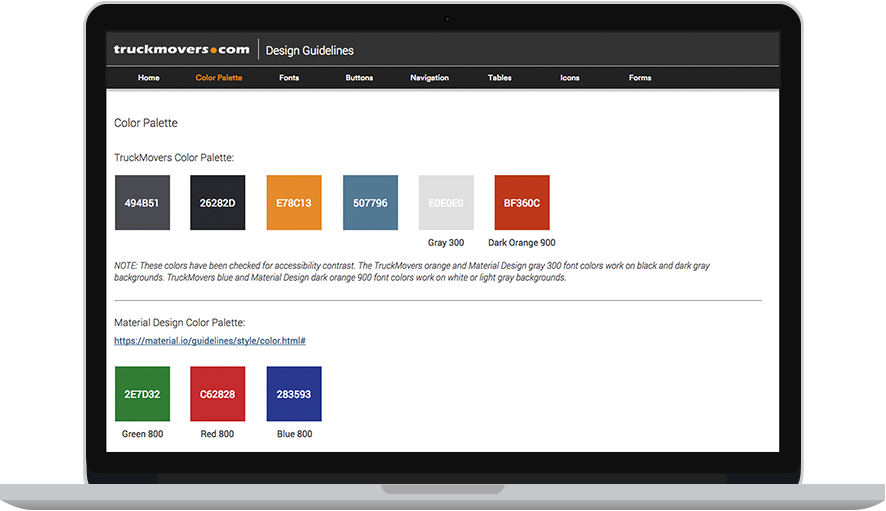 truckmovers.com Design Guidelines
Home Color Palette Fonts Buttons Navigation Tables Icons Forms
Color Palette
TruckMovers Color Palette:
494B51 26282D E78C13 507796 E0E0E0 BF360C
Gray 300 Dark Orange 900
NOTE: These colors have been checked for accessibility contrast. The TruckMovers orange and Material Design gray 300 font colors work on black and dark gray
backgrounds. TruckMovers blue and Material Design dark orange 900 font colors work on white or light gray backgrounds.
Material Design Color Palette:
https://material.io/guidelines/style/color.html#
2E7D32 C62828 283593
Green 800 Red 800 Blue 800